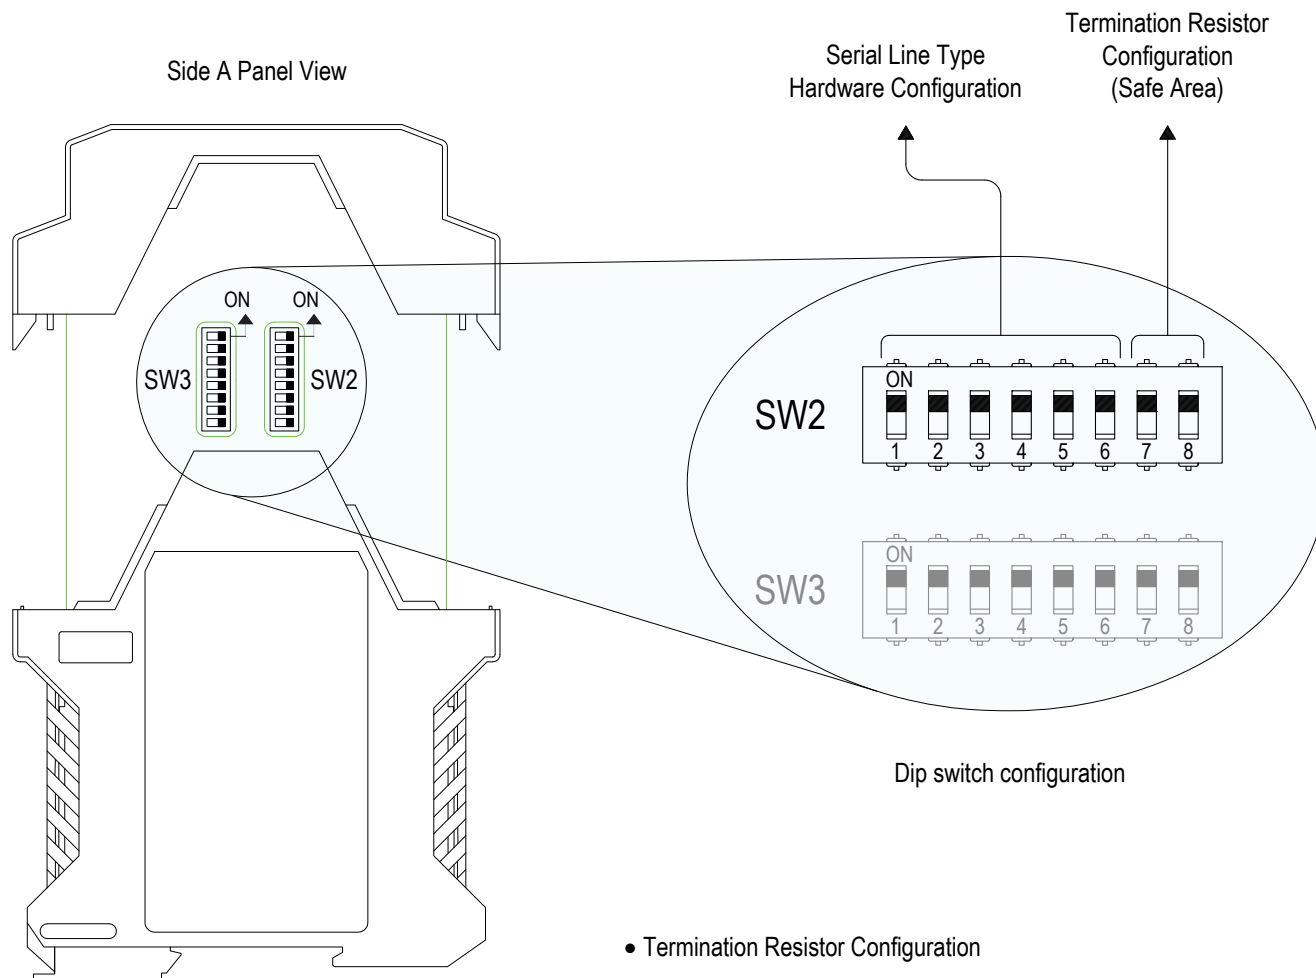 Side A Panel View
Serial Line Type
Hardware Configuration
Termination Resistor
Configuration
(Safe Area)
ON ON
SW3 SW2
SW2
ON
1 2 3 4 5 6 7 8
SW3
ON
1 2 3 4 5 6 7 8
Dip switch configuration
• Termination Resistor Configuration